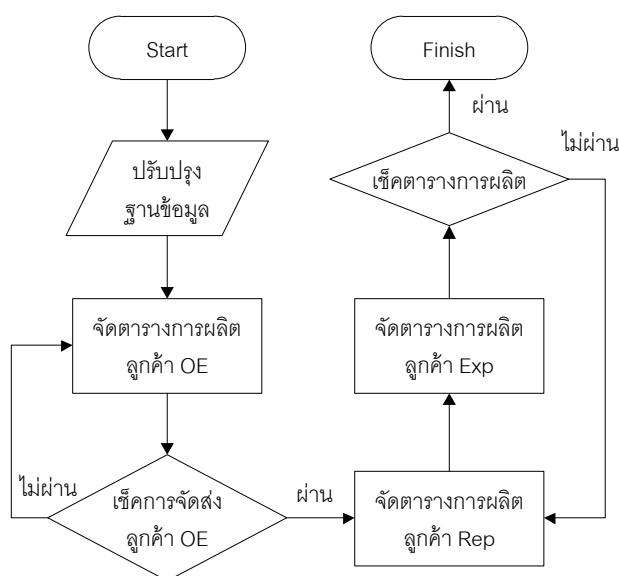 Start
ปรับปรุง
ฐานข้อมูล
จัดตารางการผลิต
ลูกค้า OE
ไม่ผ่าน
เช็คการจัดส่ง
ลูกค้า OE
ผ่าน
จัดตารางการผลิต
ลูกค้า Rep
จัดตารางการผลิต
ลูกค้า Exp
เช็คตารางการผลิต
ไม่ผ่าน
ผ่าน
Finish